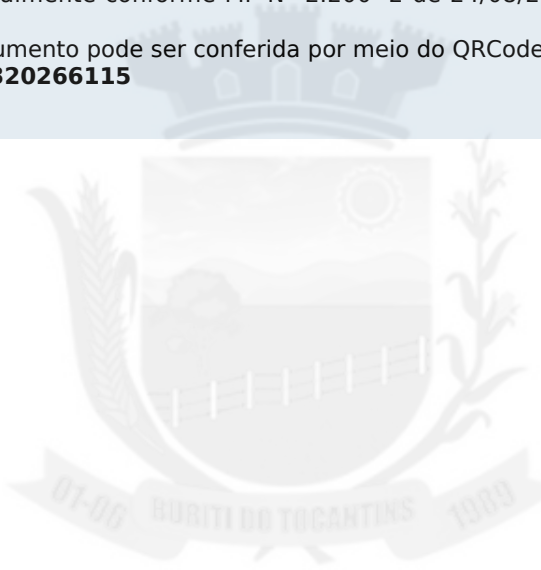 umento pode ser conferida por meio do QRCode
320266115
01-06 BURITI DO TOCANTINS 1989